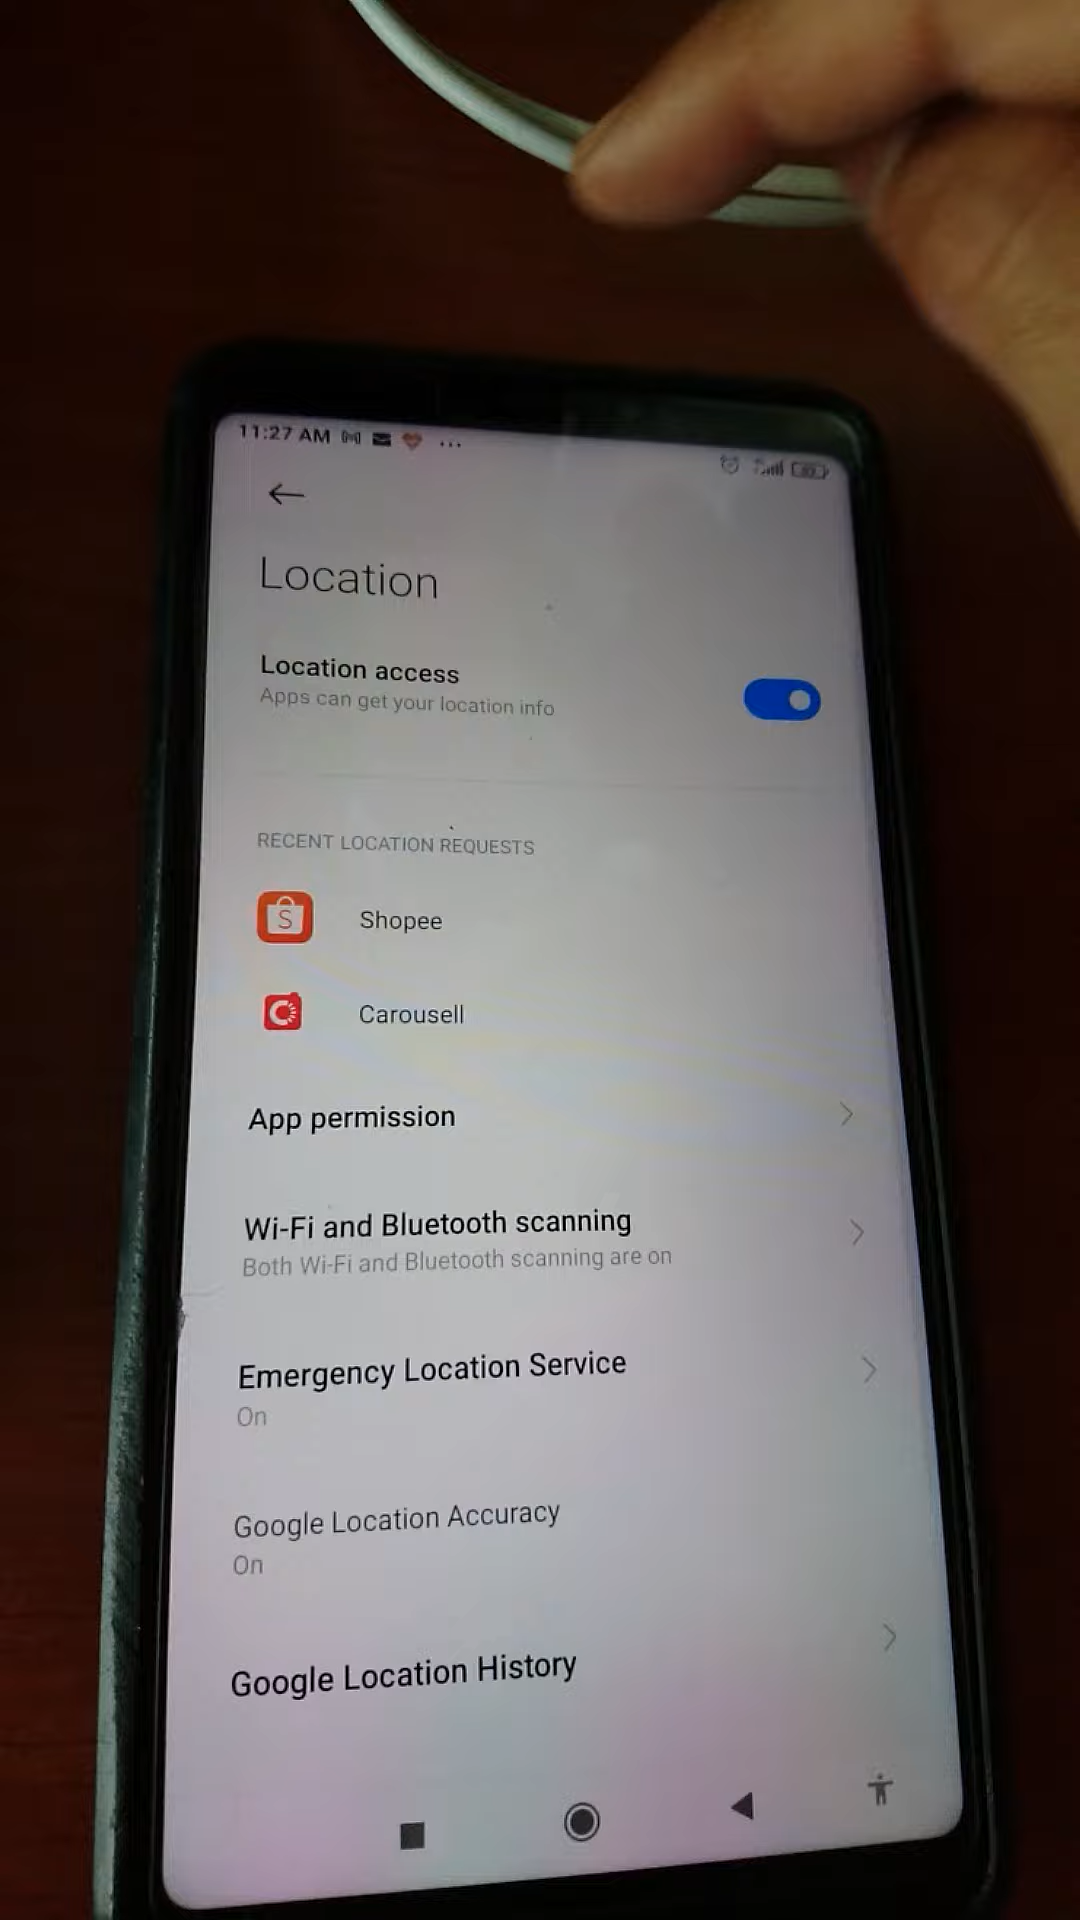 11:27 AM
Location
Location access
Apps can get your location info
RECENT LOCATION REQUESTS
S
Shopee
Carousell
App permission
Wi-Fi and Bluetooth scanning
Both Wi-Fi and Bluetooth scanning are on
Emergency Location Service
On
Google Location Accuracy
On
Google Location History